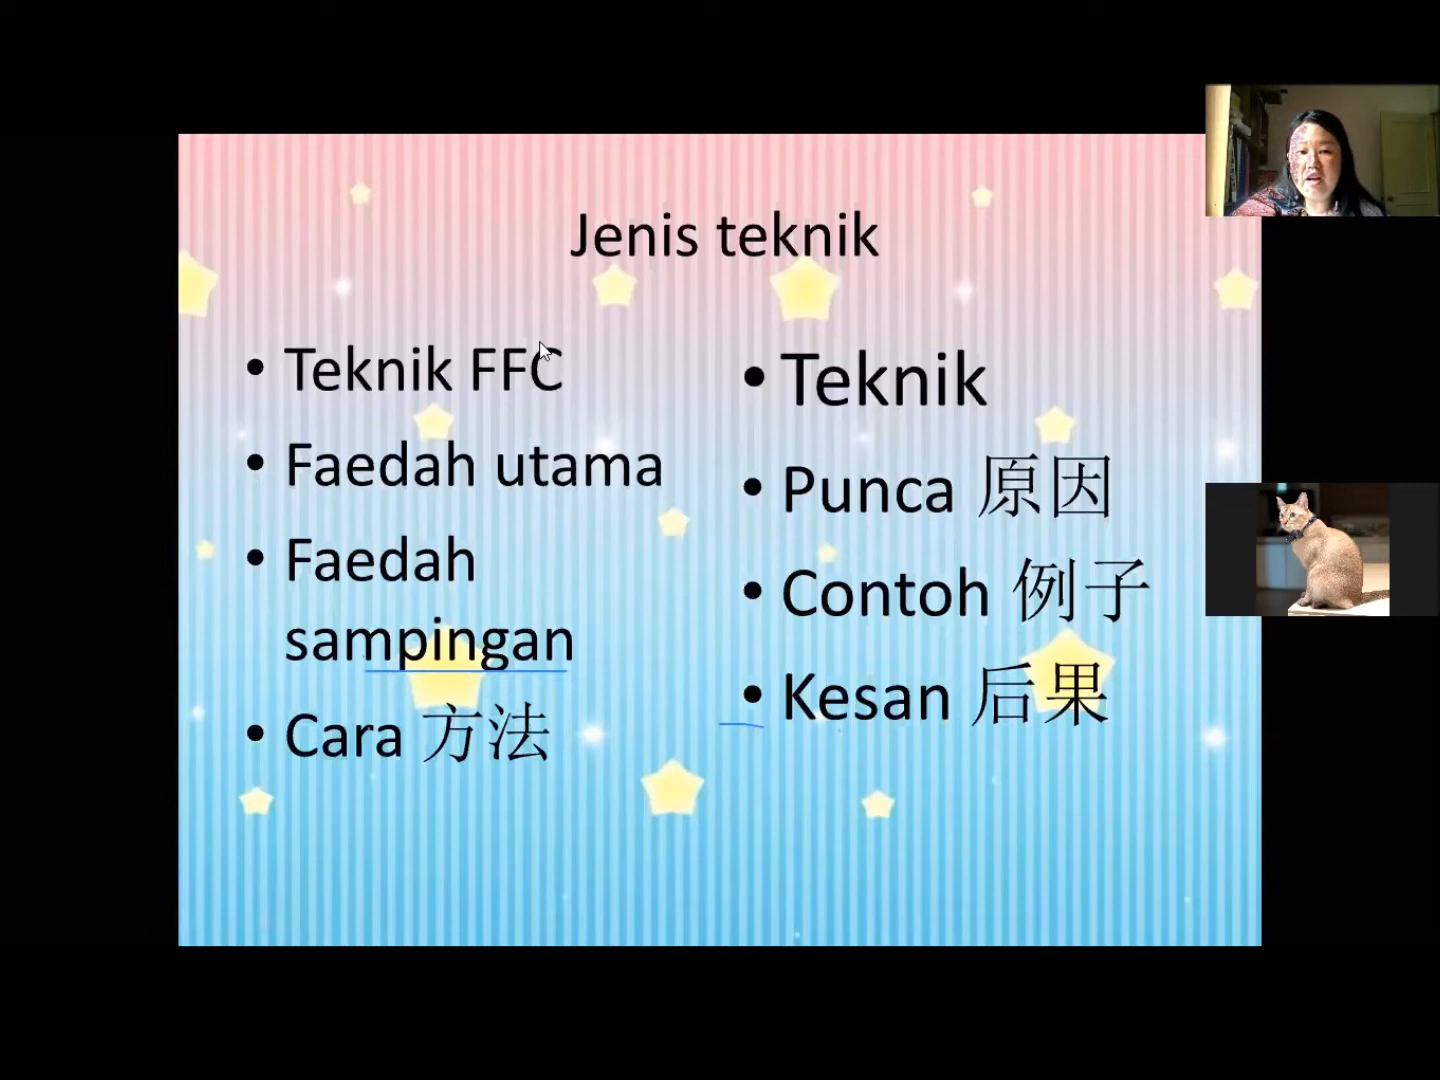 Jenis teknik
• Teknik FFC
• Faedah utama
• Faedah
sampingan
• Cara 方法
• Teknik
• Punca 原因
• Contoh 例子
• Kesan 后果